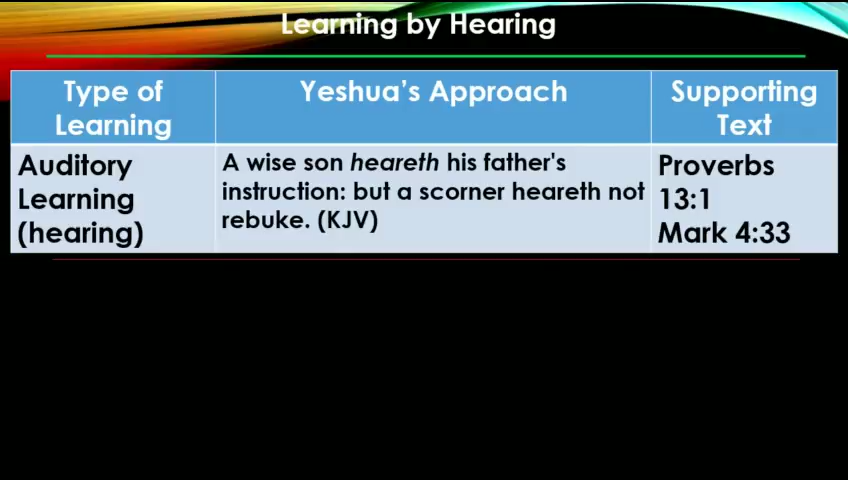 Learning by Hearing
Type of
Learning
Yeshua’s Approach
Supporting
Text
Auditory
Learning
(hearing)
A wise son heareth his father's
instruction: but a scorner heareth not
rebuke. (KJV)
Proverbs
13:1
Mark 4:33